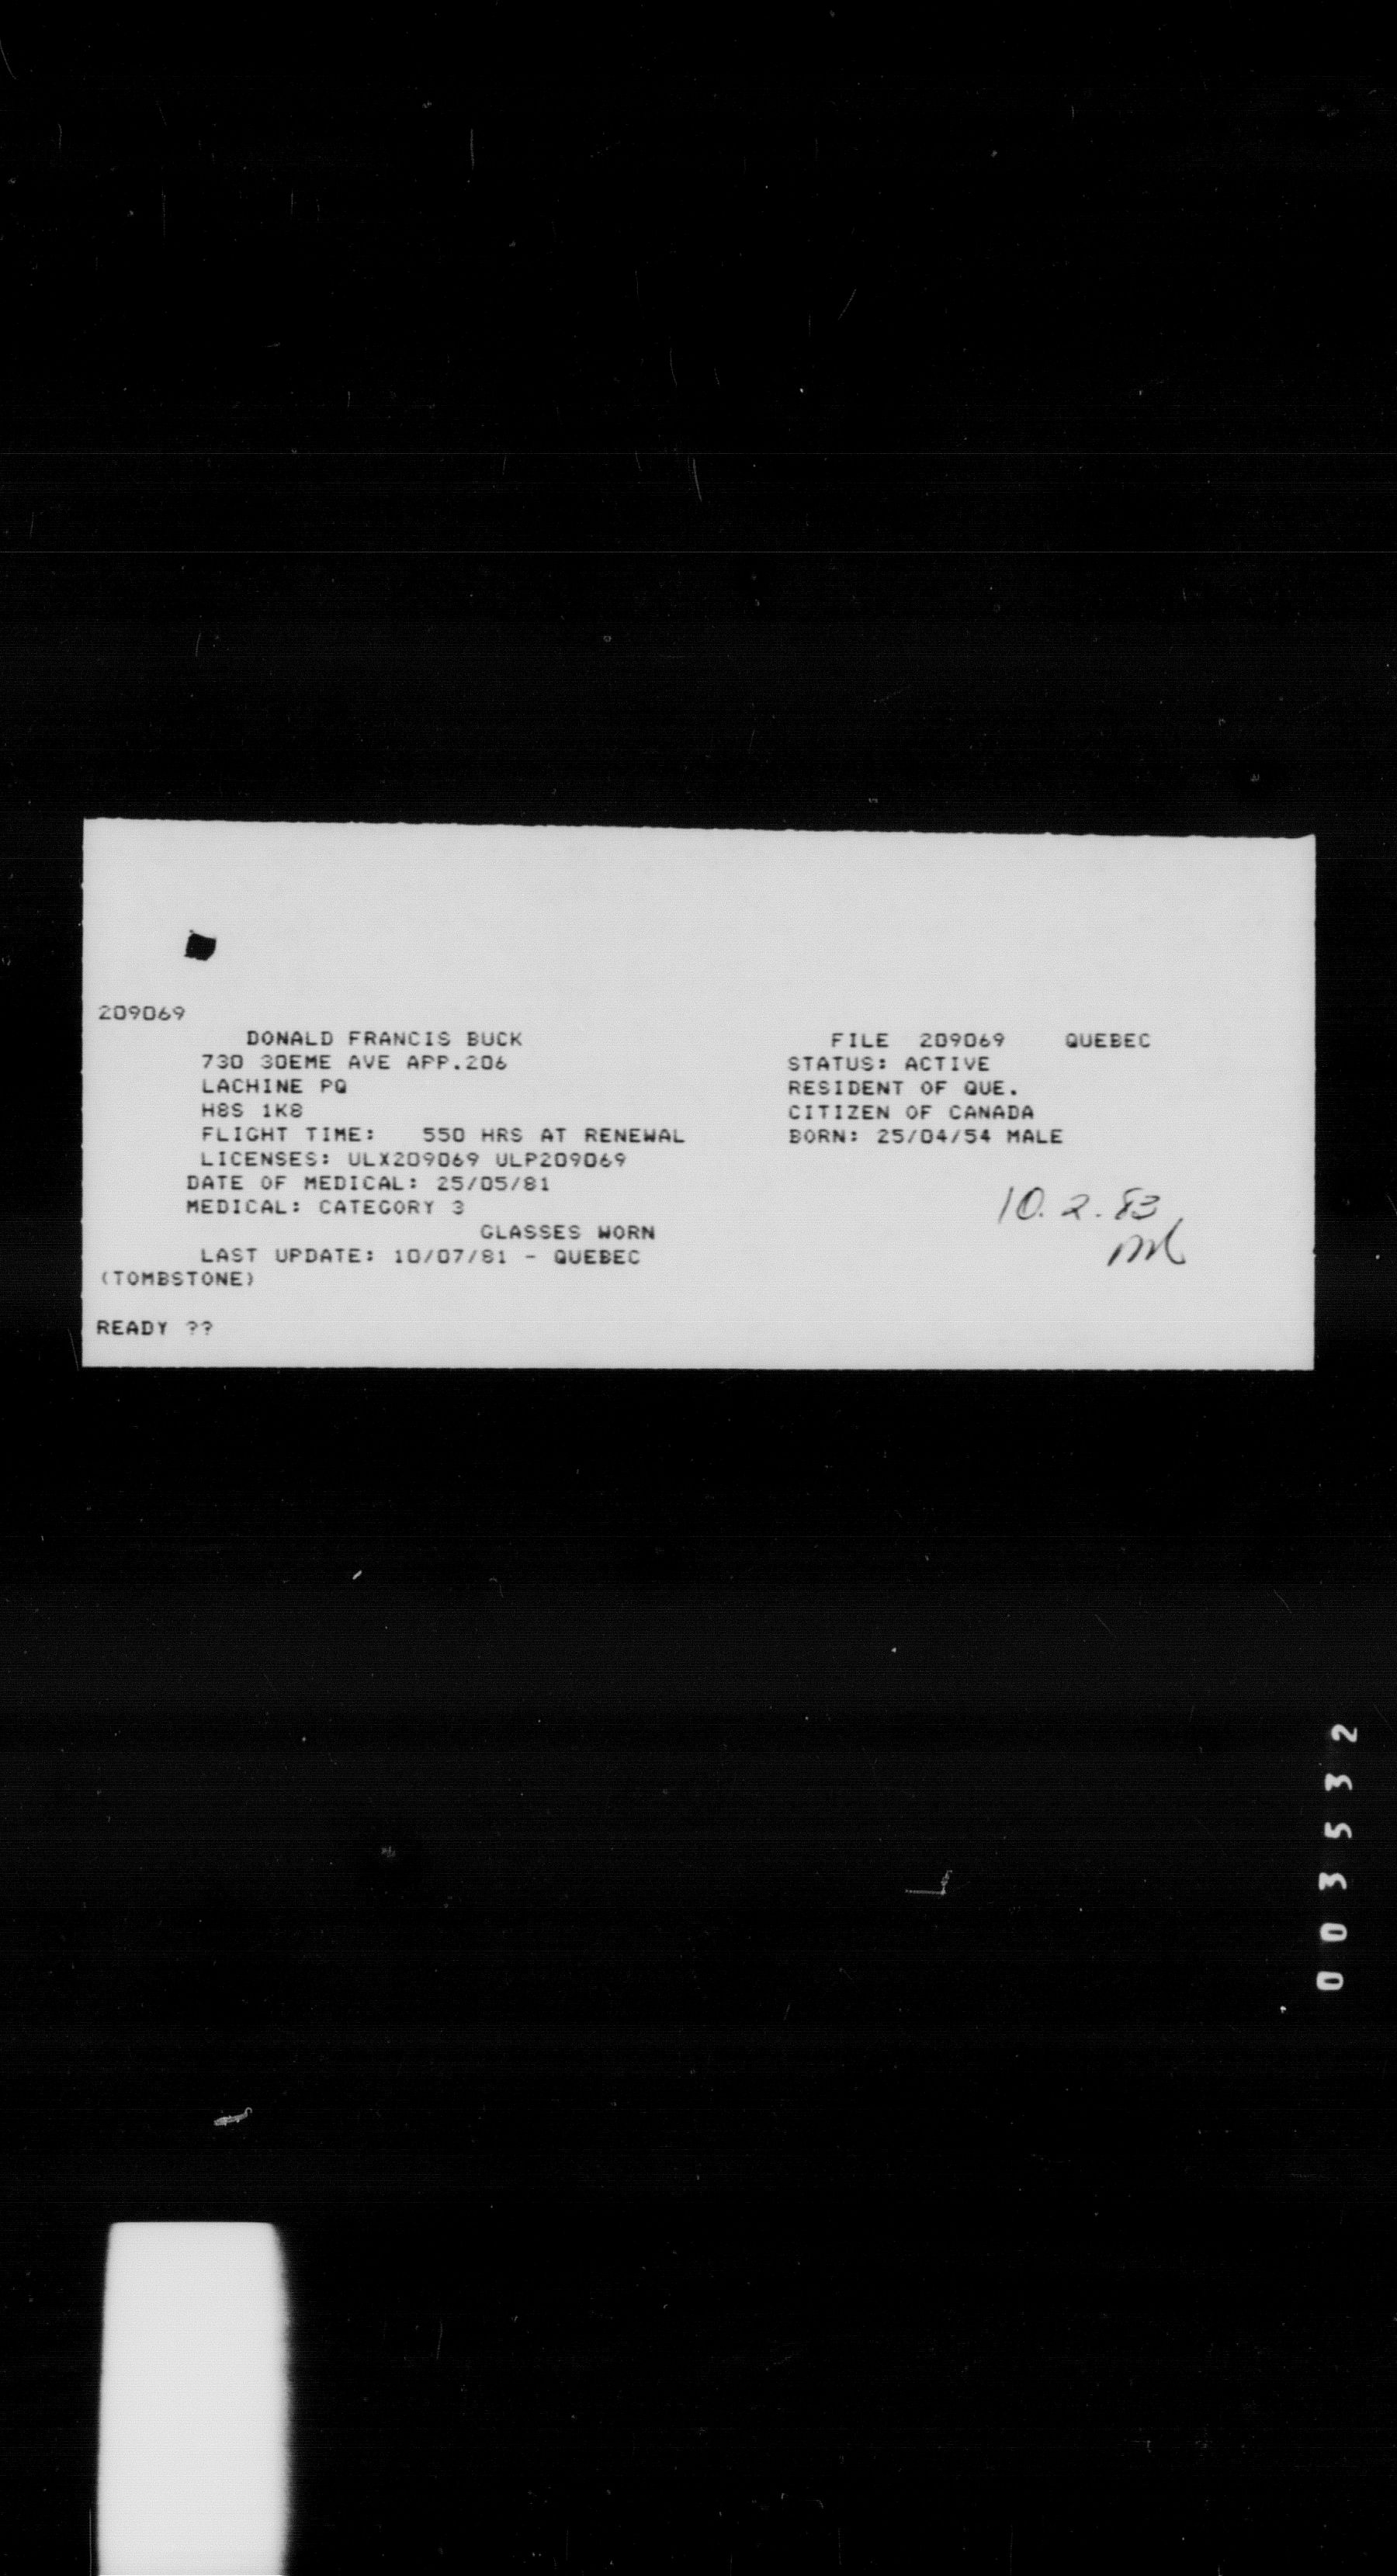 209069
DONALD FRANCIS BUCK
730 30EME AVE APP.206
LACHINE PQ
H8S 1K8
FLIGHT TIME: 550 HRS AT RENEWAL
LICENSES: ULX209069 ULP209069
DATE OF MEDICAL: 25/05/81
MEDICAL: CATEGORY 3
GLASSES WORN
LAST UPDATE: 10/07/81 - QUEBEC
(TOMBSTONE)
READY ??
FILE 209069 QUEBEC
STATUS: ACTIVE
RESIDENT OF QUE.
CITIZEN OF CANADA
BORN: 25/04/54 MALE
10.2.83
003532